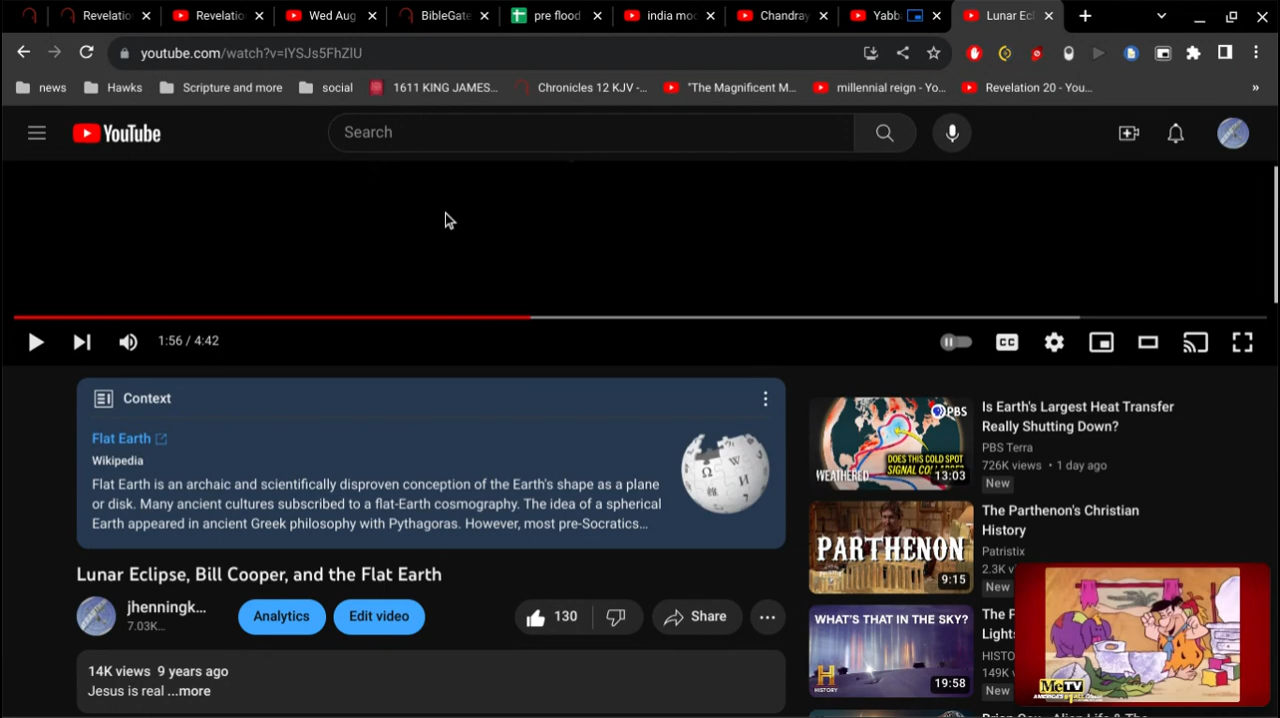 Revelatio
Revelatio
Wed Aug
BibleGate
pre flood
india moo
Chandray
Yabb
Lunar Ecl
youtube.com/watch?v=IYSJs5FhZlU
news
Hawks
Scripture and more
social
1611 KING JAMES...
Chronicles 12 KJV -...
"The Magnificent M...
millennial reign - Yo...
Revelation 20 - You...
»
YouTube
Search
1:56 / 4:42
CC
Context
Flat Earth
Wikipedia
Flat Earth is an archaic and scientifically disproven conception of the Earth's shape as a plane
or disk. Many ancient cultures subscribed to a flat-Earth cosmography. The idea of a spherical
Earth appeared in ancient Greek philosophy with Pythagoras. However, most pre-Socratics...
Lunar Eclipse, Bill Cooper, and the Flat Earth
jhenningk...
7.03K...
Analytics
Edit video
130
Share
14K views 9 years ago
Jesus is real ...more
PBS
DOES THIS COLD SPOT
WEATHERED
13:03
Is Earth's Largest Heat Transfer
Really Shutting Down?
PBS Terra
726K views • 1 day ago
New
PARTHENON
9:15
The Parthenon's Christian
History
Patristix
2.3K v
New
WHAT'S THAT IN THE SKY?
HISTORY
19:58
The
Lights
HISTO
149K
New
MeTV